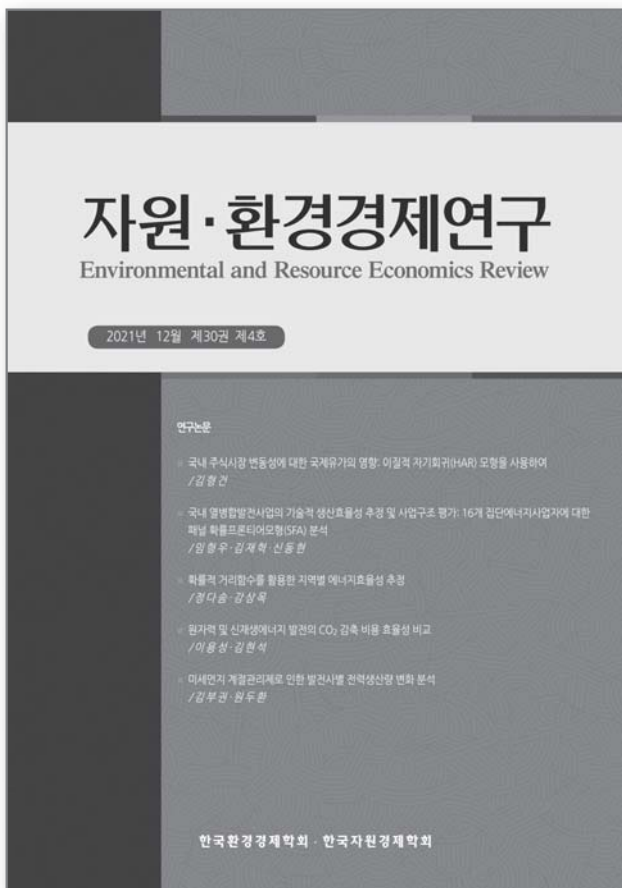 자원·환경경제연구
Environmental and Resource Economics Review
2021년 12월 제30권 제4호
연구논문
국내 주식시장 변동성에 대한 국제유가의 영향: 이질적 자기회귀(HAR) 모형을 사용하여
/김형건
국내 열병합발전사업의 기술적 생산효율성 추정 및 사업구조 평가: 16개 집단에너지사업자에 대한
패널 확률프론티어모형(SFA) 분석
/임형우·김재혁·신동현
확률적 거리함수를 활용한 지역별 에너지효율성 추정
/정다솜·강상목
원자력 및 신재생에너지 발전의 CO₂ 감축 비용 효율성 비교
/이용성·김현석
미세먼지 계절관리제로 인한 발전사별 전력생산량 변화 분석
/김부권·원두환
한국환경경제학회 · 한국자원경제학회